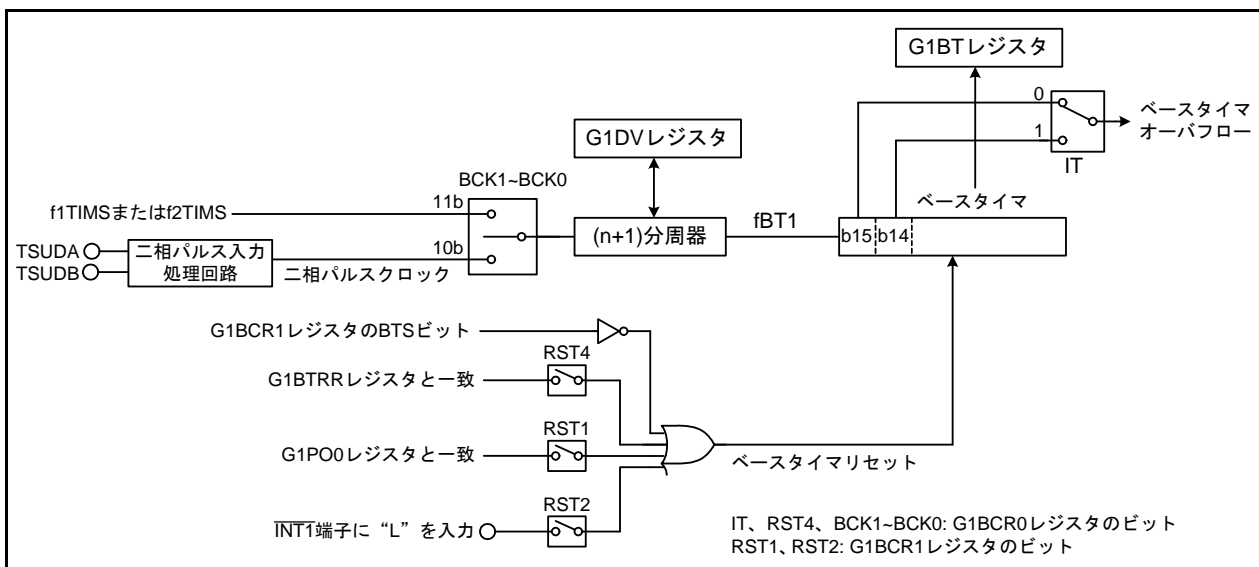 G1BTレジスタ
0
1
IT
ベースタイマ
オーバフロー
G1DVレジスタ
BCK1~BCK0
11b
10b
f1TIMSまたはf2TIMS
TSUDA
TSUDB
二相パルス入力
処理回路
二相パルスクロック
(n+1)分周器
fBT1
ベースタイマ
b15
b14
G1BCR1レジスタのBTSビット
RST4
G1BTRRレジスタと一致
RST1
G1PO0レジスタと一致
RST2
INT1端子に“L”を入力
ベースタイマリセット
IT、RST4、BCK1~BCK0: G1BCR0レジスタのビット
RST1、RST2: G1BCR1レジスタのビット